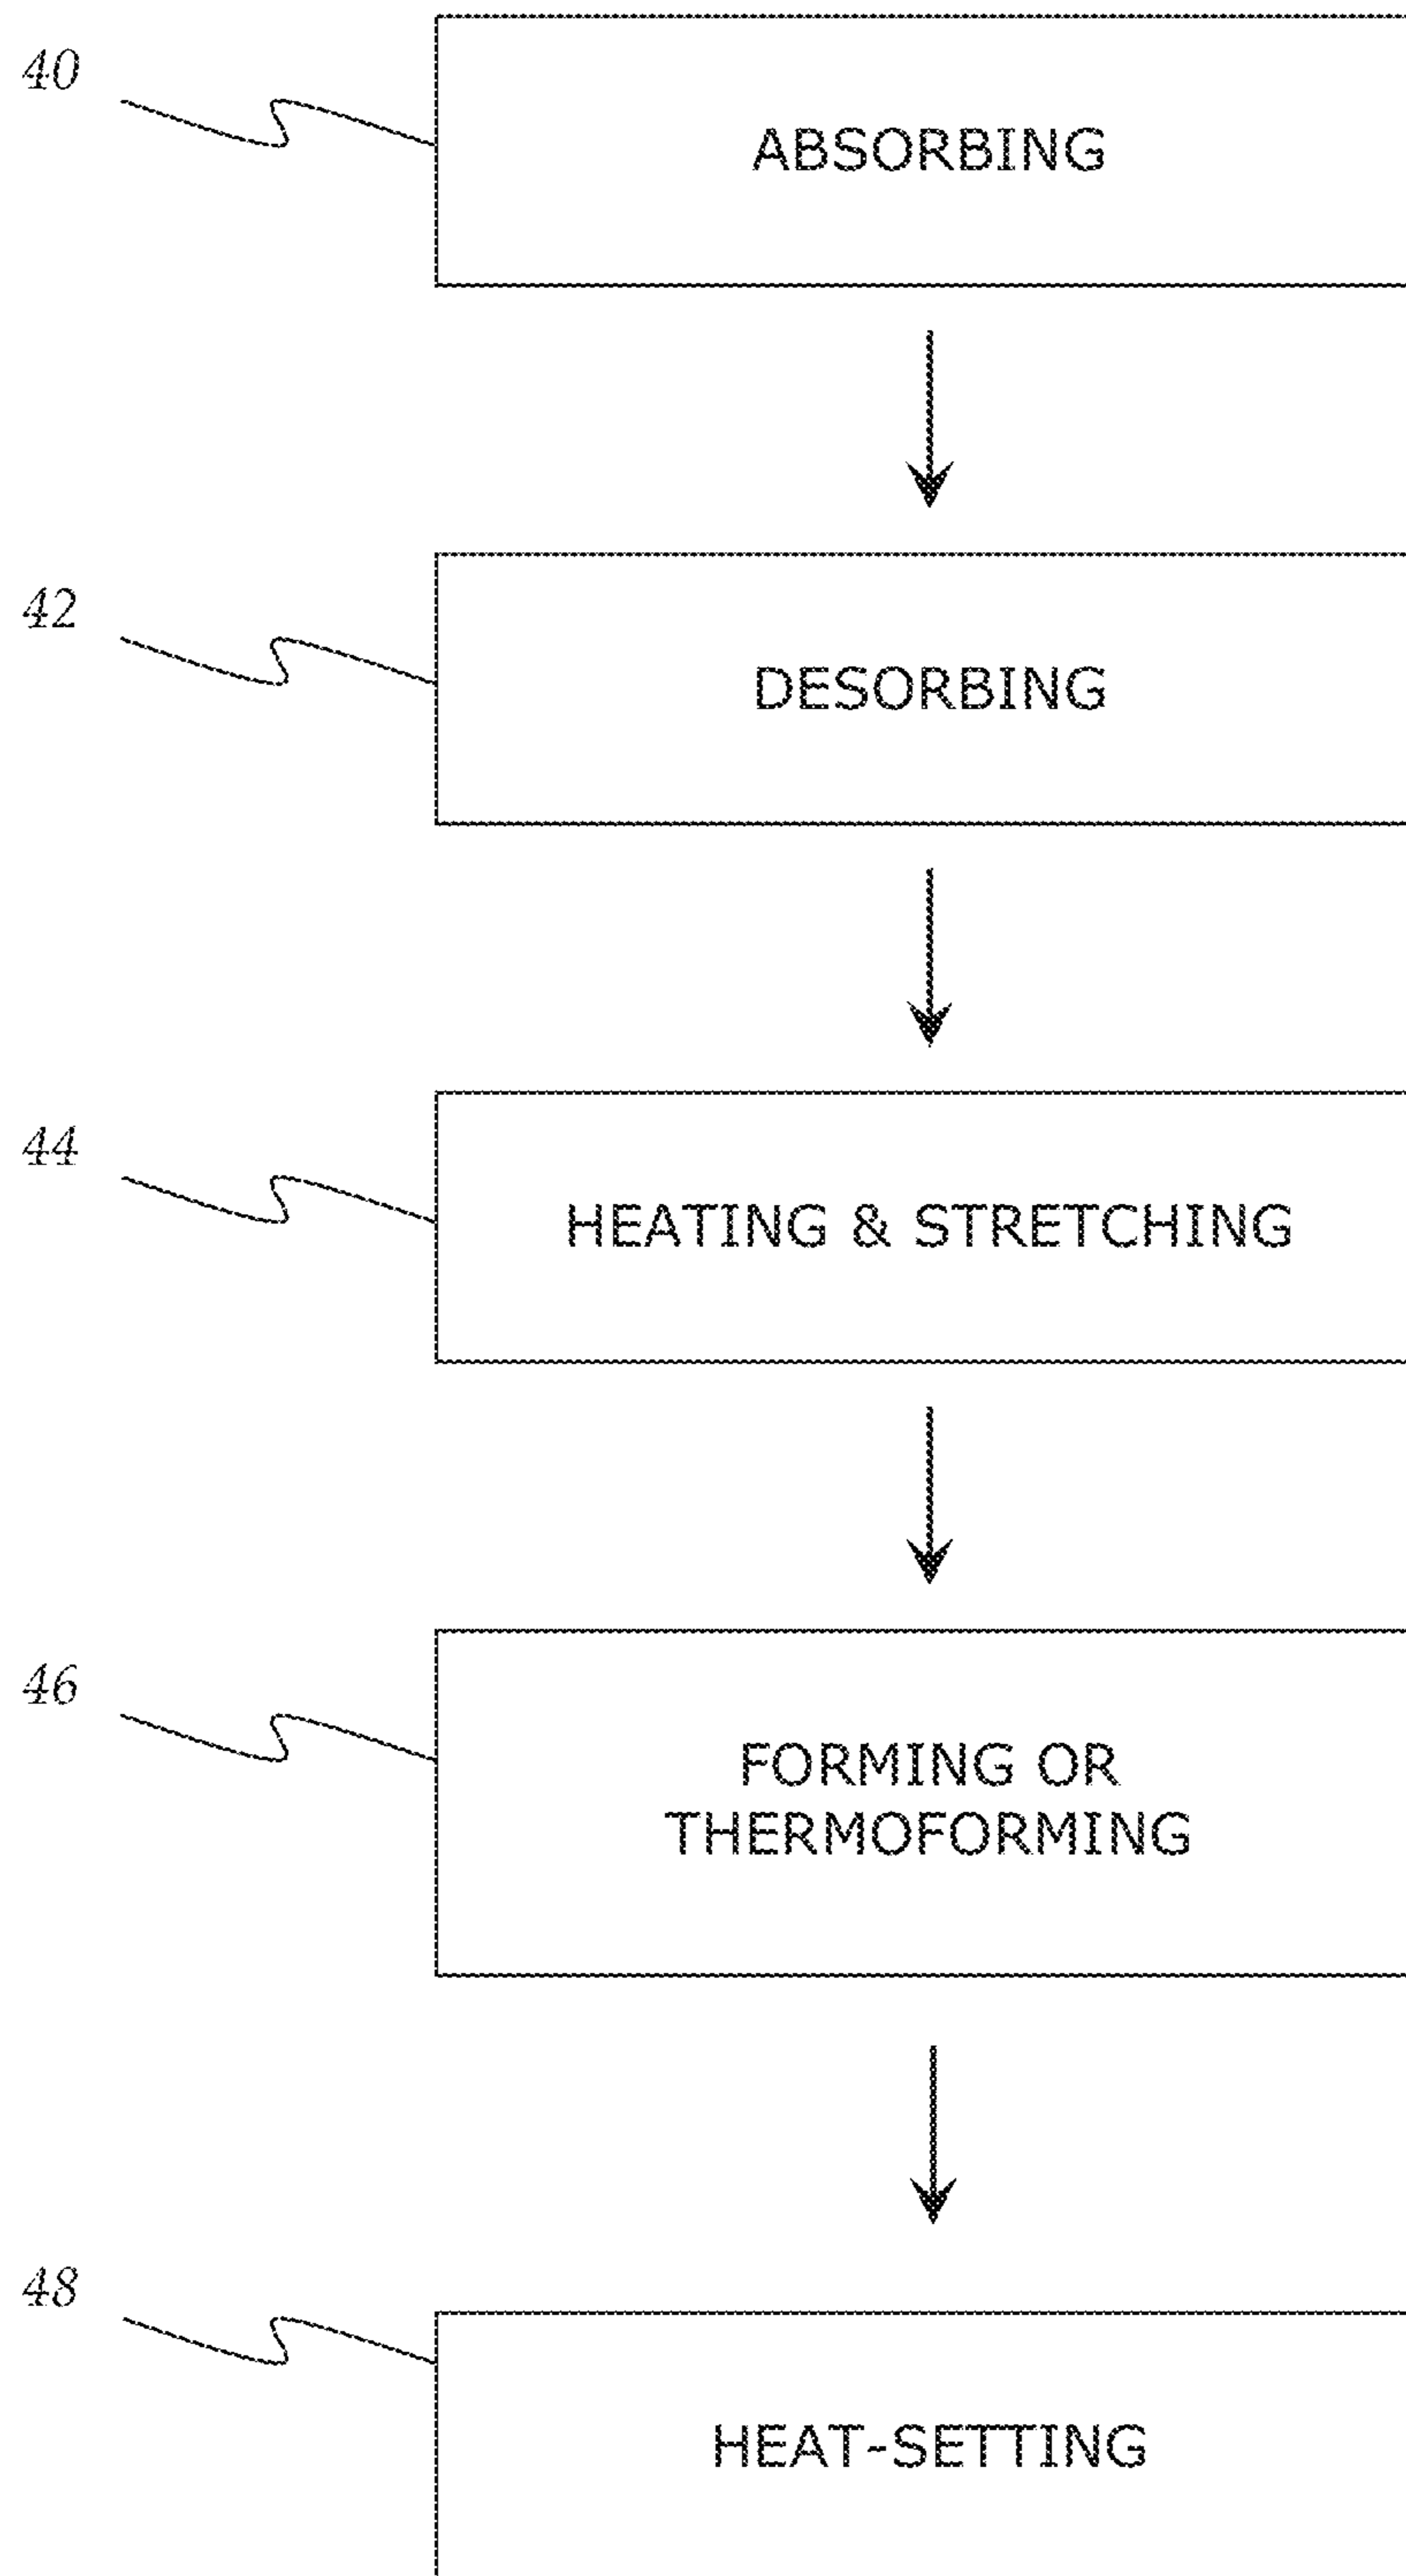 40
ABSORBING
42
DESORBING
44
HEATING & STRETCHING
46
FORMING OR
THERMOFORMING
48
HEAT-SETTING